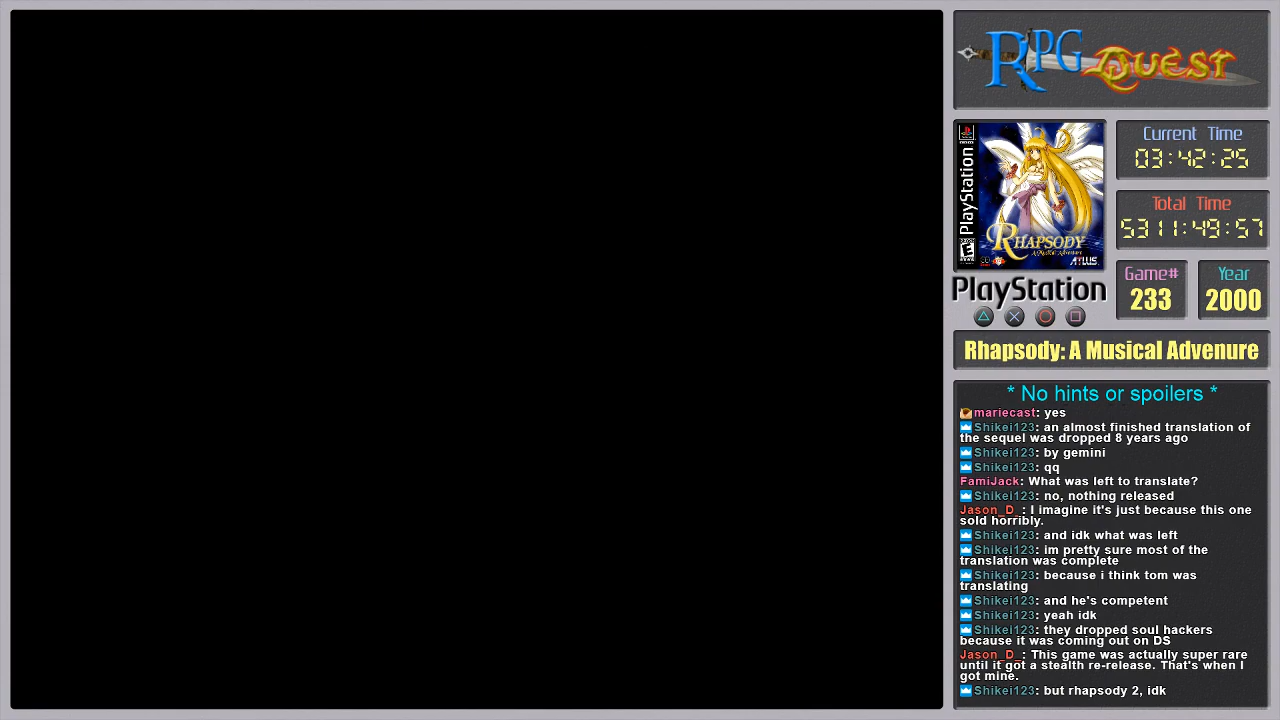 RPG Quest
PlayStation
RHAPSODY
A Musical Adventure
ATLUS
E
PlayStation
Current Time
03:42:25
Total Time
5311:49:57
Game#
233
Year
2000
Rhapsody: A Musical Advenure
* No hints or spoilers *
mariecast: yes
Shikei123: an almost finished translation of
the sequel was dropped 8 years ago
Shikei123: by gemini
Shikei123: qq
FamiJack: What was left to translate?
Shikei123: no, nothing released
Jason_D_: I imagine it's just because this one
sold horribly.
Shikei123: and idk what was left
Shikei123: im pretty sure most of the
translation was complete
Shikei123: because i think tom was
translating
Shikei123: and he's competent
Shikei123: yeah idk
Shikei123: they dropped soul hackers
because it was coming out on DS
Jason_D_: This game was actually super rare
until it got a stealth re-release. That's when I
got mine.
Shikei123: but rhapsody 2, idk